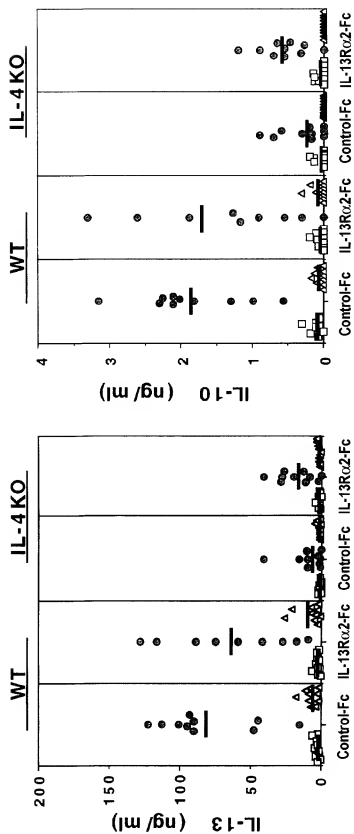 WT
IL-4 KO
200
150
100
50
0
IL-13 (ng/ml)
Control-Fc
IL-13Rα2-Fc
Control-Fc
IL-13Rα2-Fc
WT
IL-4 KO
4
3
2
1
0
IL-10 (ng/ml)
Control-Fc
IL-13Rα2-Fc
Control-Fc
IL-13Rα2-Fc